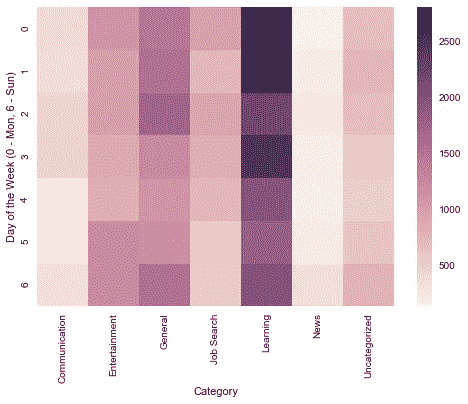 Day of the Week (0 - Mon, 6 - Sun)
0
1
2
3
4
5
6
Communication
Entertainment
General
Job Search
Learning
News
Uncategorized
Category
2500
2000
1500
1000
500